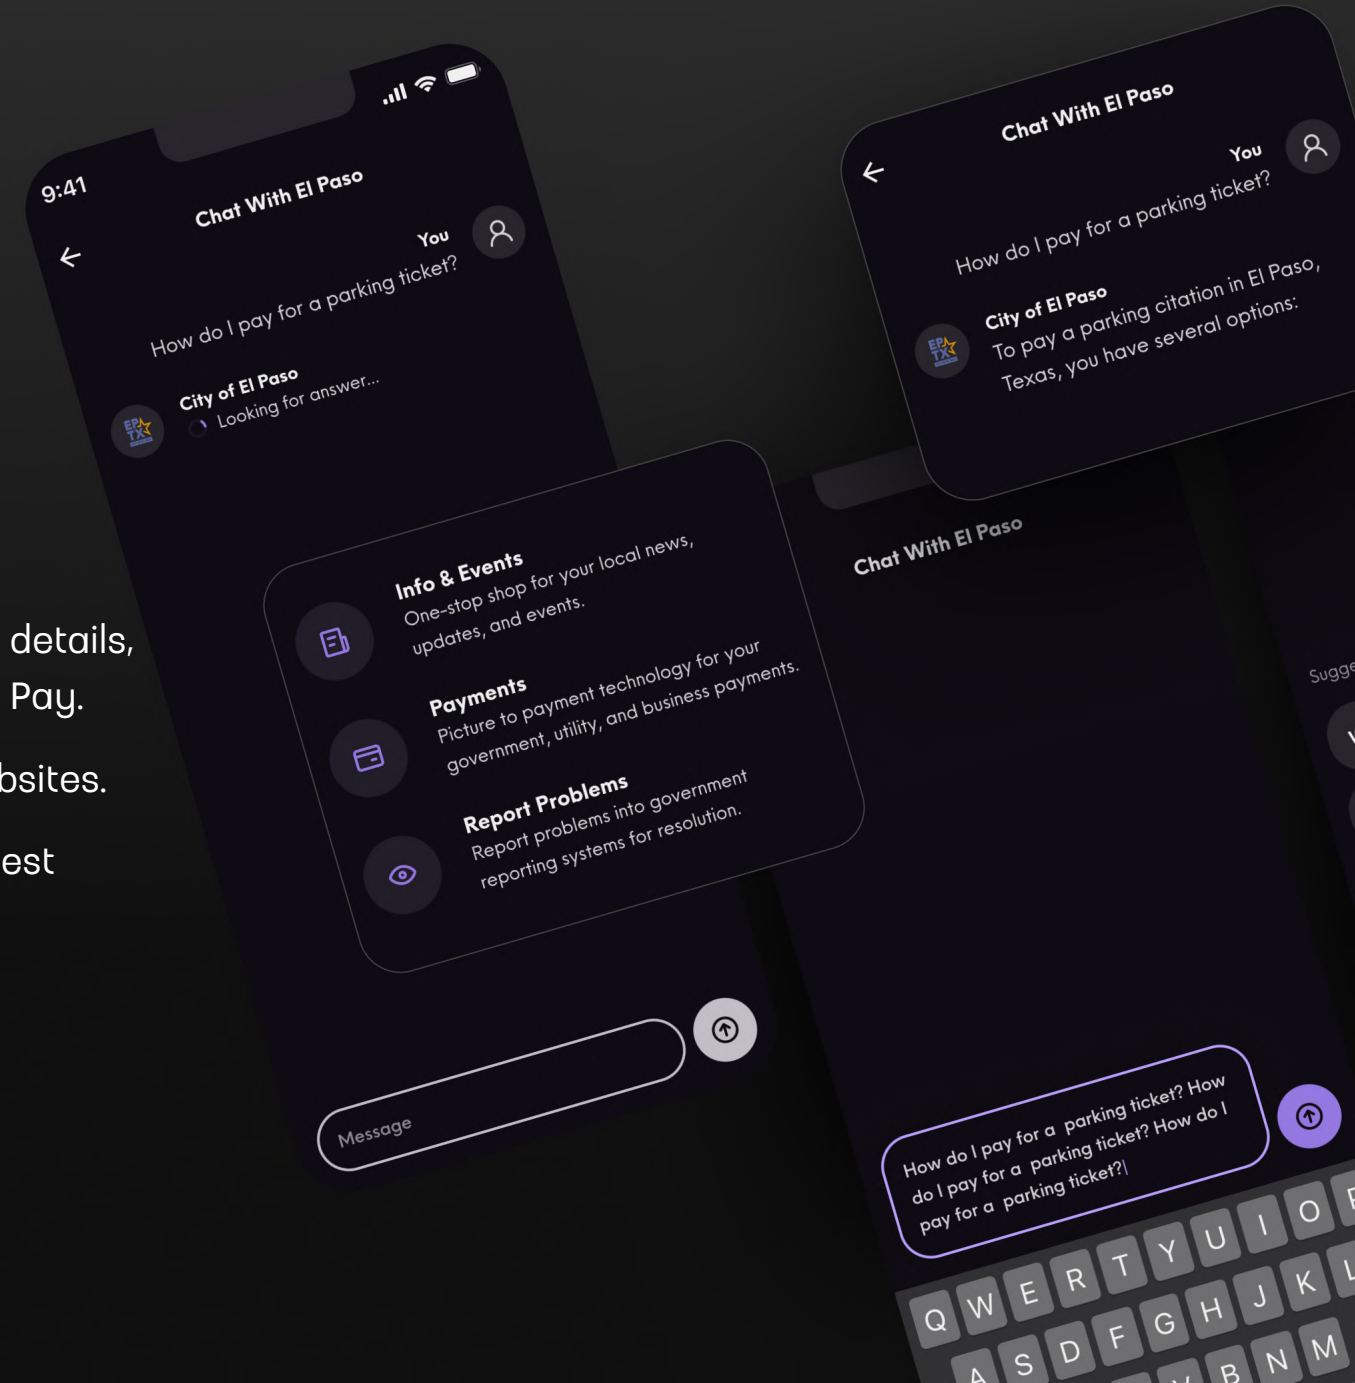 details,
Pay.
bsites.
est
9:41
Chat With El Paso
You
How do I pay for a parking ticket?
City of El Paso
Looking for answer...
EP
TX
Info & Events
One-stop shop for your local news,
updates, and events.
Payments
Picture to payment technology for your
government, utility, and business payments.
Report Problems
Report problems into government
reporting systems for resolution.
Message
Chat With El Paso
You
How do I pay for a parking ticket?
City of El Paso
To pay a parking citation in El Paso,
Texas, you have several options:
EP
TX
Chat With El Paso
Sugge
How do I pay for a parking ticket? How
do I pay for a parking ticket? How do I
pay for a parking ticket?
Q W E R T Y U I O P
A S D F G H J K L
B N M